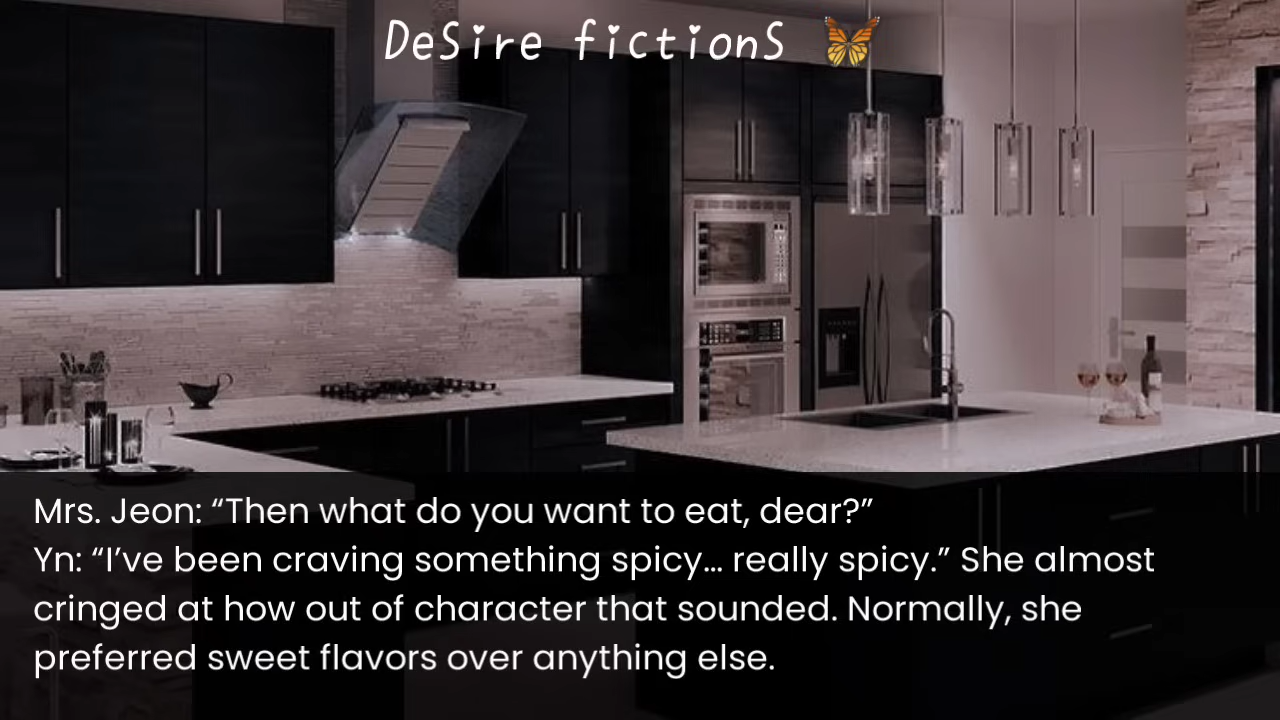 DeSire fictionS 🦋
Mrs. Jeon: “Then what do you want to eat, dear?”
Yn: “I’ve been craving something spicy... really spicy.” She almost
cringed at how out of character that sounded. Normally, she
preferred sweet flavors over anything else.